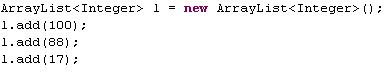 ArrayList<Integer> l = new ArrayList<Integer>();
l.add(100);
l.add(88);
l.add(17);